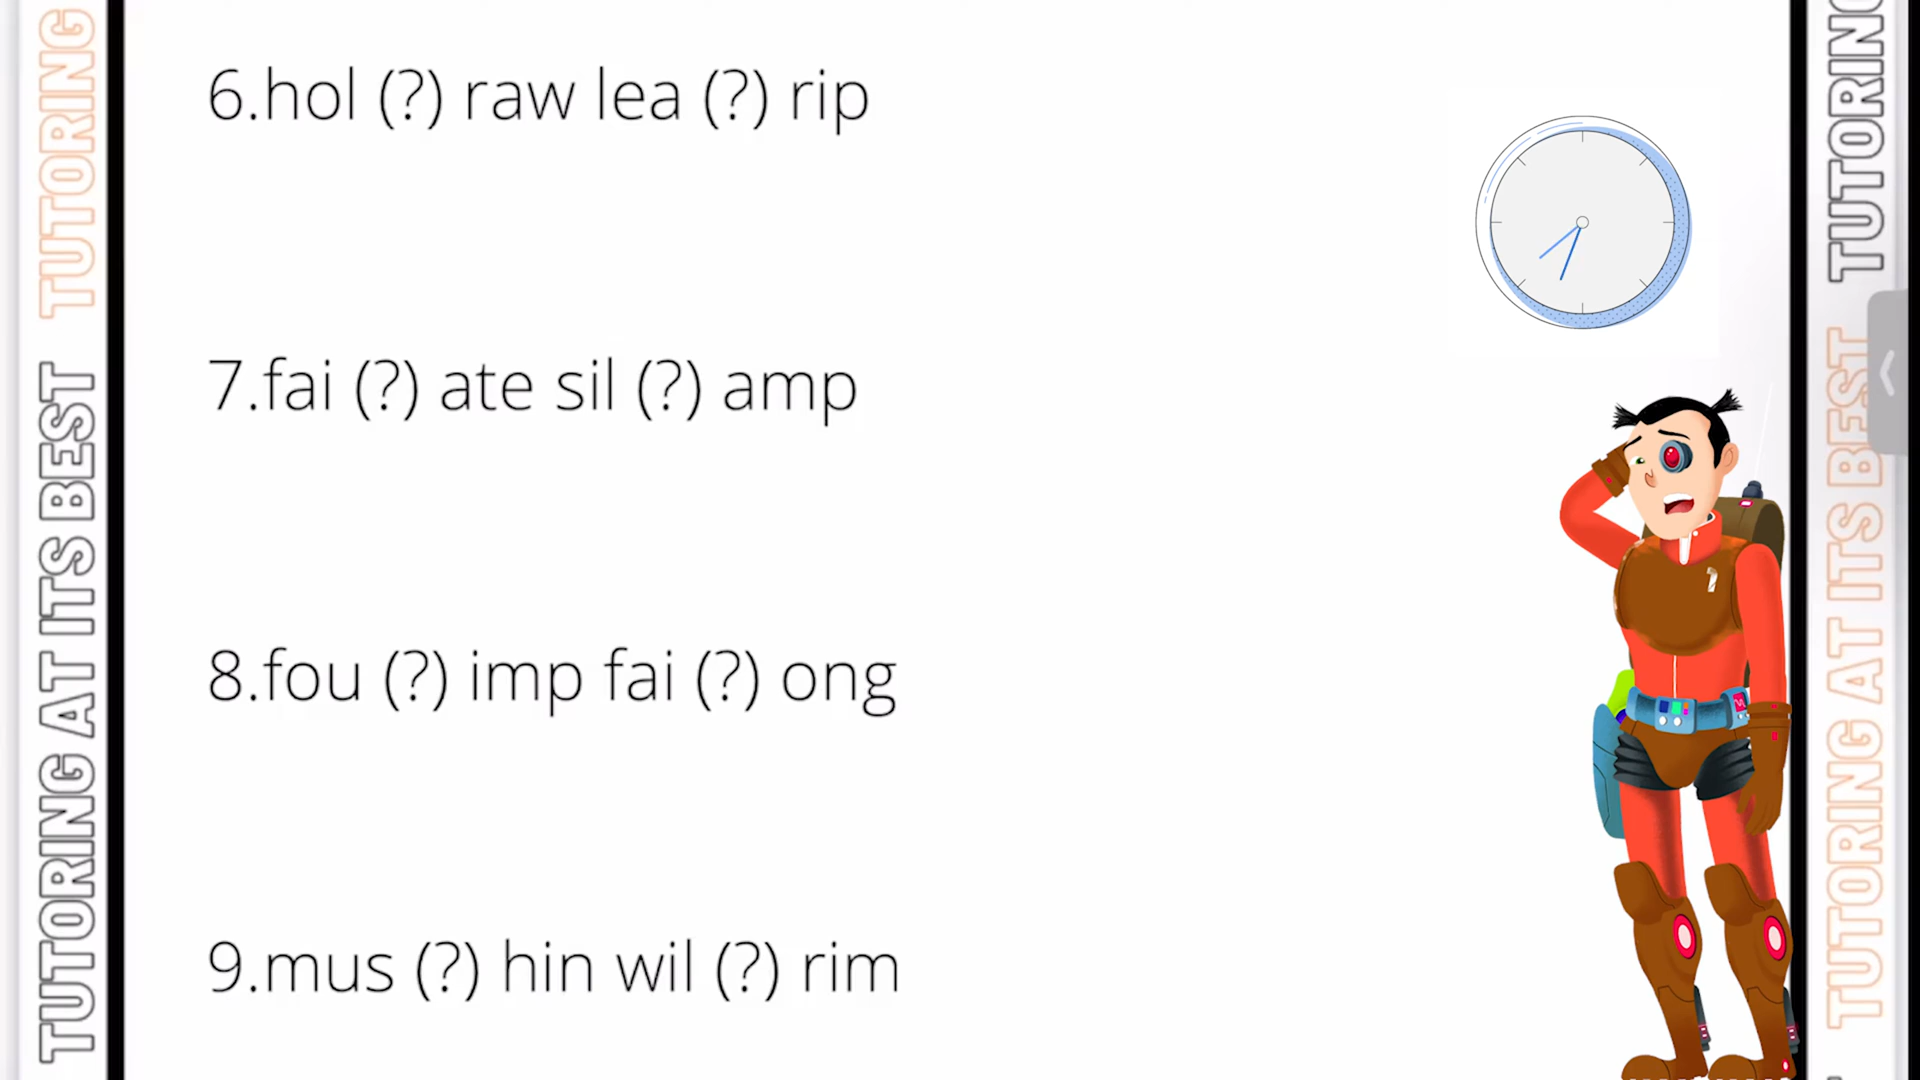 TUTORING AT ITS BEST TUTORING
6.hol (?) raw lea (?) rip
7.fai (?) ate sil (?) amp
8.fou (?) imp fai (?) ong
9.mus (?) hin wil (?) rim
TUTORING AT ITS BEST TUTORING